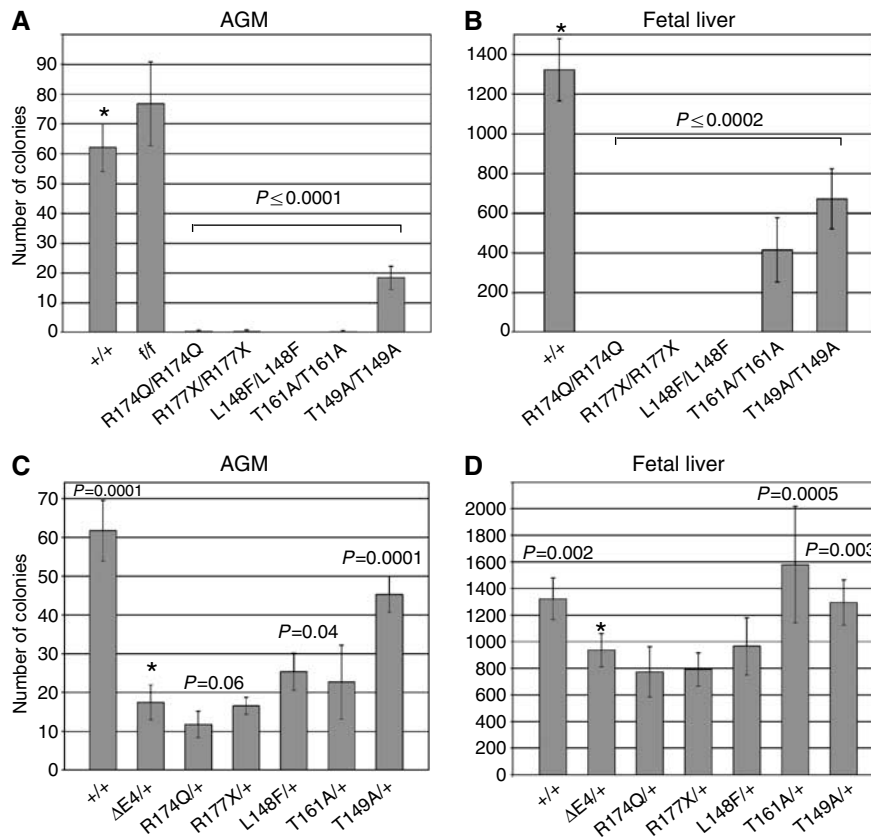 A
AGM
Number of colonies
90
80
70
60
50
40
30
20
10
0
*
P≤0.0001
+/+
f/f
R174Q/R174Q
R177X/R177X
L148F/L148F
T161A/T161A
T149A/T149A
B
Fetal liver
1400
1200
1000
800
600
400
200
0
*
P≤0.0002
+/+
R174Q/R174Q
R177X/R177X
L148F/L148F
T161A/T161A
T149A/T149A
C
AGM
Number of colonies
70
60
50
40
30
20
10
0
P=0.0001
*
P=0.06
P=0.04
P=0.0001
+/+
ΔE4/+
R174Q/+
R177X/+
L148F/+
T161A/+
T149A/+
D
Fetal liver
2000
1800
1600
1400
1200
1000
800
600
400
200
0
P=0.002
*
P=0.0005
P=0.003
+/+
ΔE4/+
R174Q/+
R177X/+
L148F/+
T161A/+
T149A/+